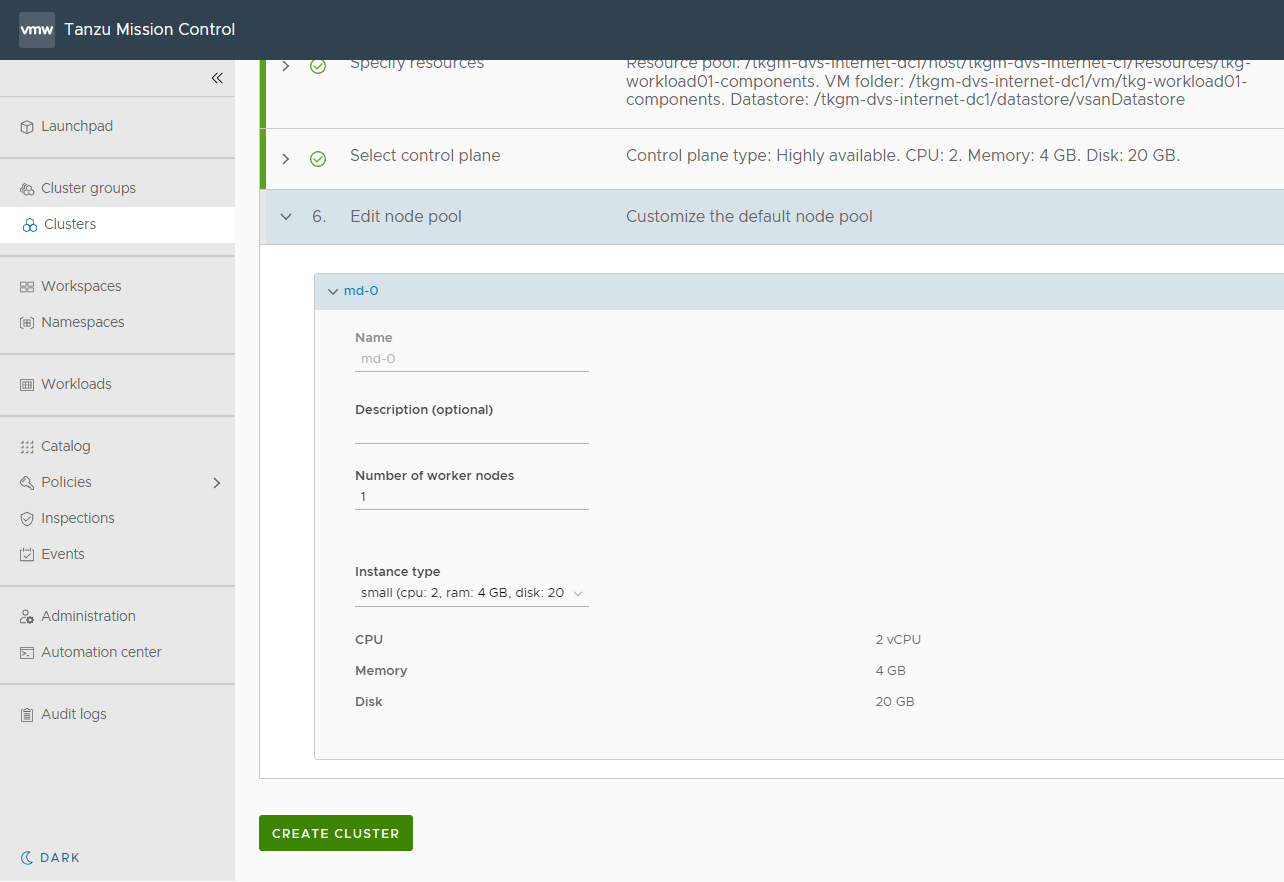 vmw Tanzu Mission Control
Launchpad
Cluster groups
Clusters
Workspaces
Namespaces
Workloads
Catalog
Policies
Inspections
Events
Administration
Automation center
Audit logs
DARK
Specify resources
Resource pool: /tkgm-dvs-internet-dc1/host/tkgm-dvs-internet-c1/Resources/tkg-
workload01-components. VM folder: /tkgm-dvs-internet-dc1/vm/tkg-workload01-
components. Datastore: /tkgm-dvs-internet-dc1/datastore/vsanDatastore
Select control plane
Control plane type: Highly available. CPU: 2. Memory: 4 GB. Disk: 20 GB.
6. Edit node pool
Customize the default node pool
md-0
Name
md-0
Description (optional)
Number of worker nodes
1
Instance type
small (cpu: 2, ram: 4 GB, disk: 20
CPU 2 vCPU
Memory 4 GB
Disk 20 GB
CREATE CLUSTER